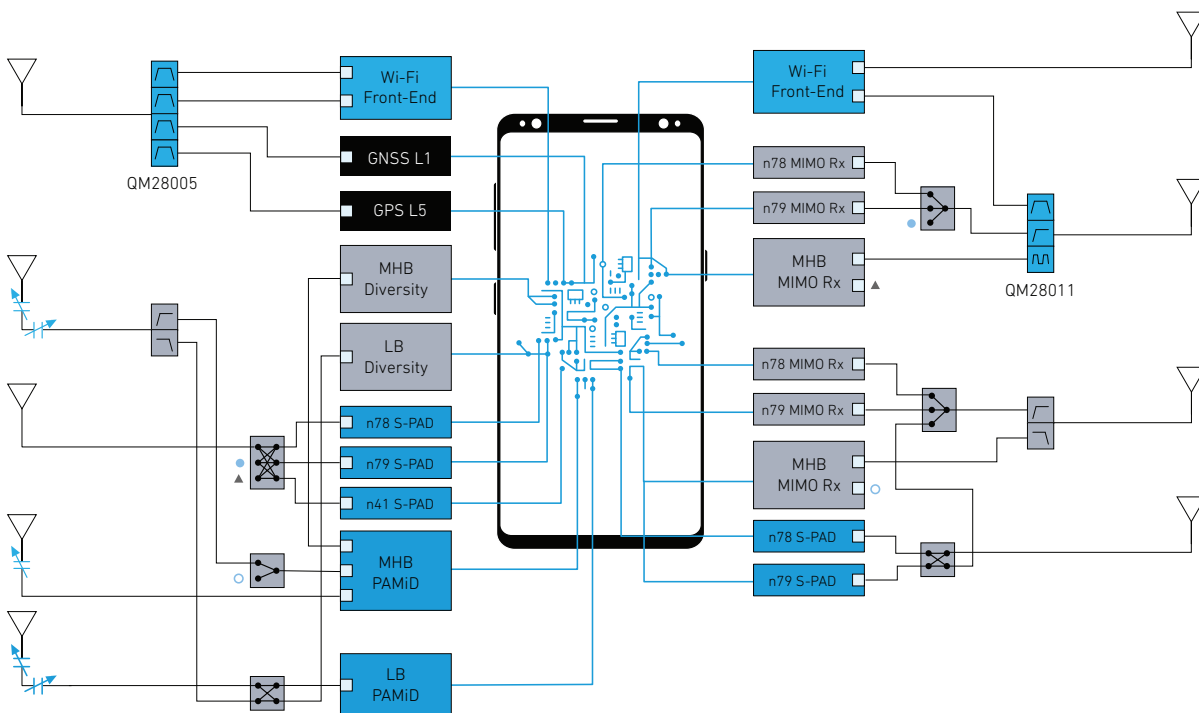 Wi-Fi
Front-End
GNSS L1
GPS L5
QM28005
MHB
Diversity
LB
Diversity
n78 S-PAD
n79 S-PAD
n41 S-PAD
MHB
PAMiD
LB
PAMiD
Wi-Fi
Front-End
n78 MIMO Rx
n79 MIMO Rx
MHB
MIMO Rx
QM28011
n78 MIMO Rx
n79 MIMO Rx
MHB
MIMO Rx
n78 S-PAD
n79 S-PAD